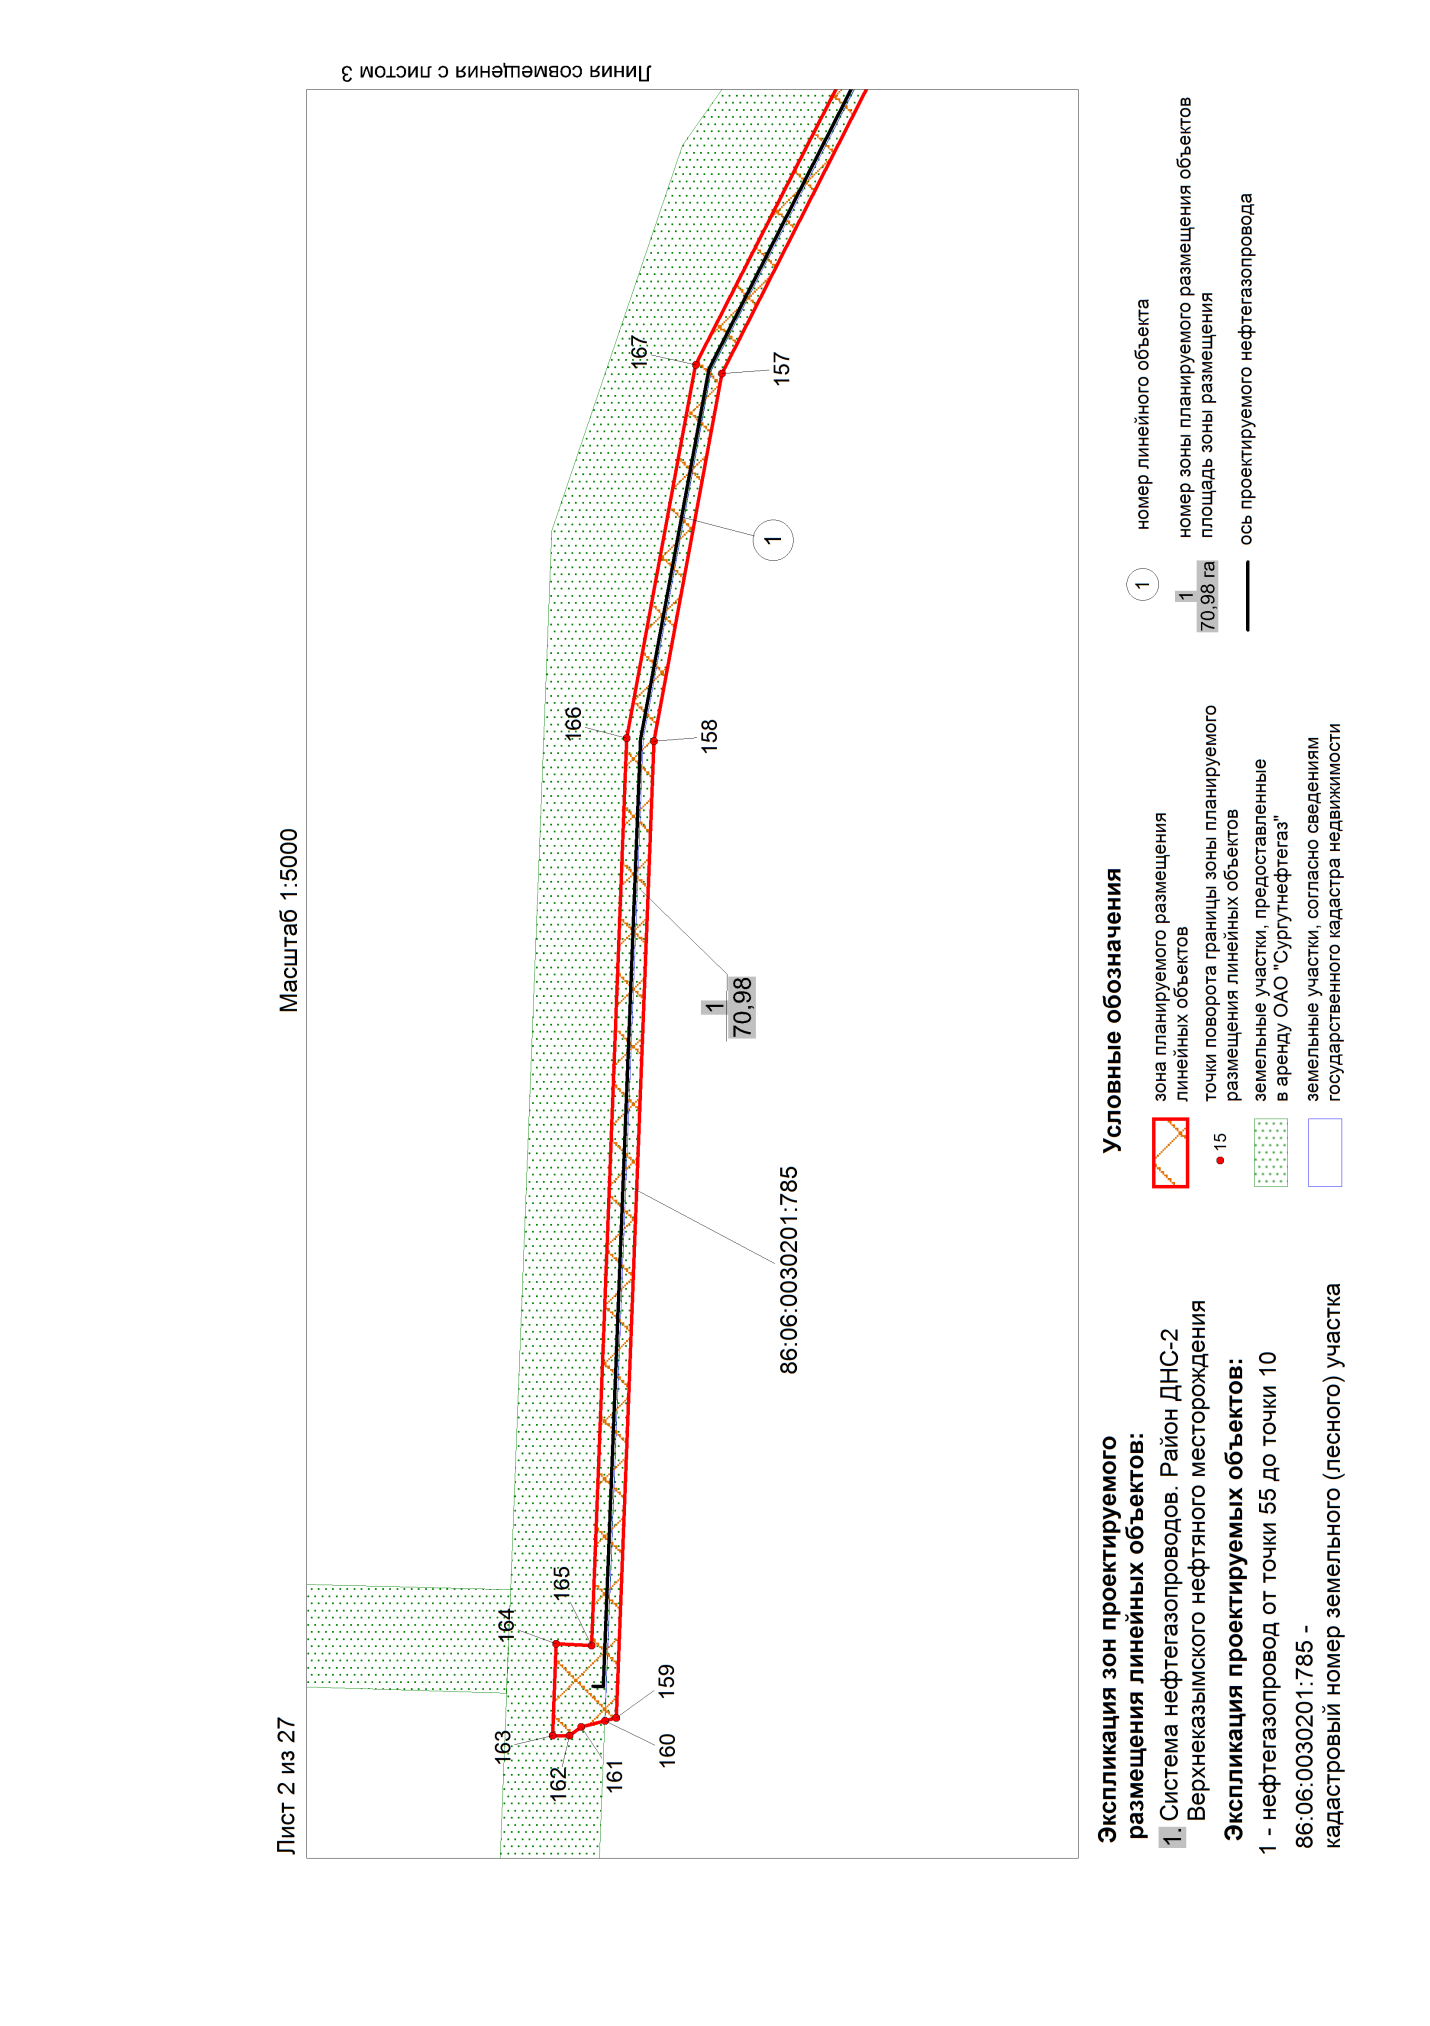 Лист 2 из 27
Масштаб 1:5000
Линия совмещения с листом 3
163
164
165
162
161
160
159
166
167
158
157
1
1
70,98
86:06:0030201:785
Экспликация зон проектируемого
размещения линейных объектов:
1. Система нефтегазопроводов. Район ДНС-2
Верхнеказымского нефтяного месторождения
Экспликация проектируемых объектов:
1 - нефтегазопровод от точки 55 до точки 10
86:06:0030201:785 -
кадастровый номер земельного (лесного) участка
Условные обозначения
зона планируемого размещения
линейных объектов
15
точки поворота границы зоны планируемого
размещения линейных объектов
земельные участки, предоставленные
в аренду ОАО "Сургутнефтегаз"
земельные участки, согласно сведениям
государственного кадастра недвижимости
1
номер линейного объекта
1
70,98 га
номер зоны планируемого размещения объектов
площадь зоны размещения
ось проектируемого нефтегазопровода